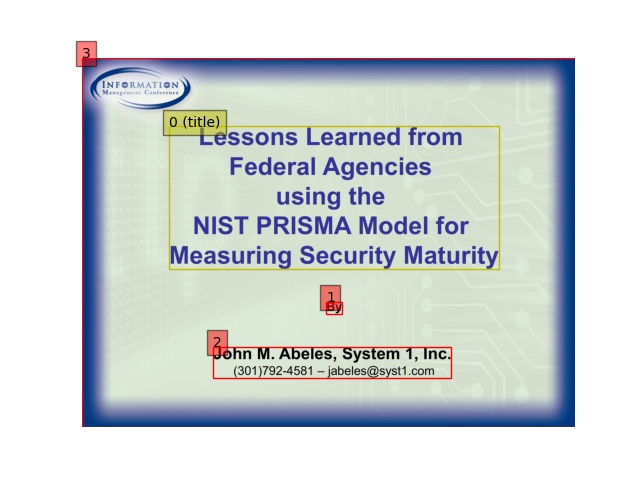 3
INFORMATION
Management Conference
0 (title)
Lessons Learned from
Federal Agencies
using the
NIST PRISMA Model for
Measuring Security Maturity
1
By
2
John M. Abeles, System 1, Inc.
(301)792-4581 – jabeles@syst1.com